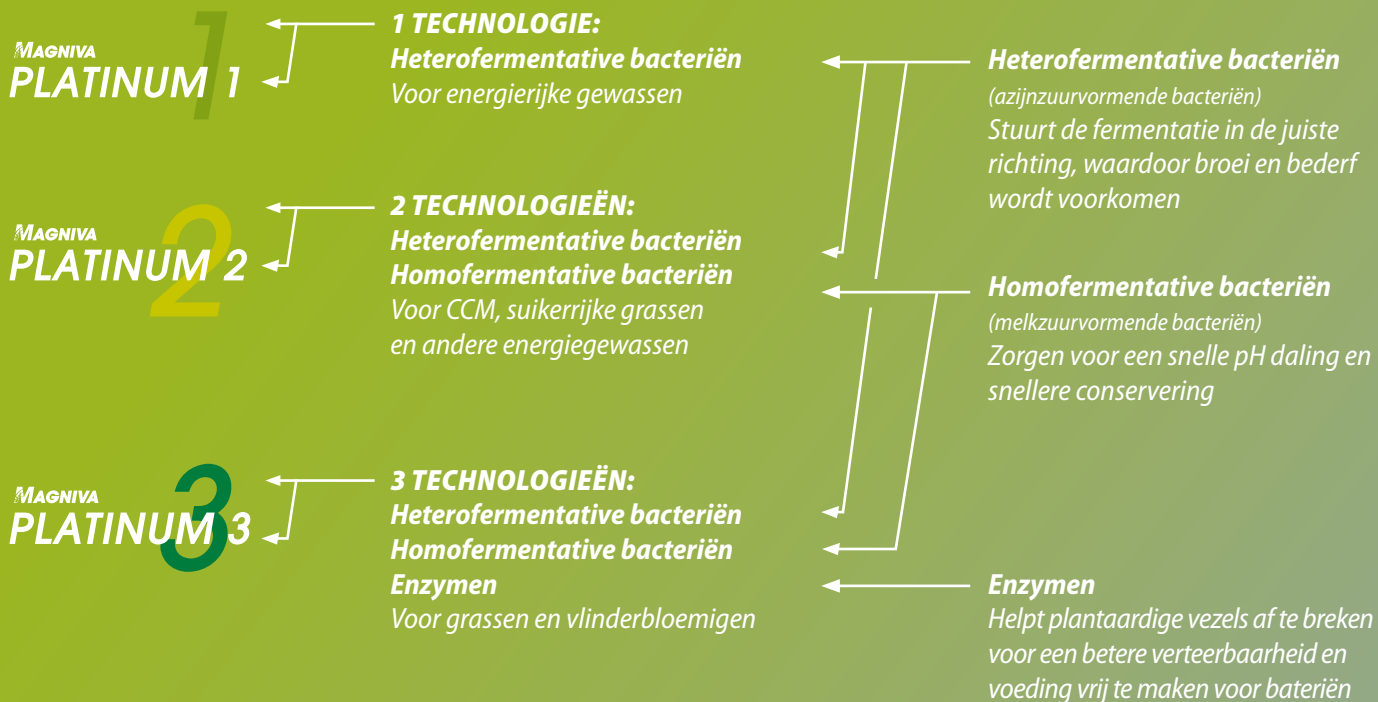 1
MAGNIVA
PLATINUM 1
1 TECHNOLOGIE:
Heterofermentative bacteriën
Voor energierijke gewassen
2
MAGNIVA
PLATINUM 2
2 TECHNOLOGIEËN:
Heterofermentative bacteriën
Homofermentative bacteriën
Voor CCM, suikerrijke grassen
en andere energiegewassen
3
MAGNIVA
PLATINUM 3
3 TECHNOLOGIEËN:
Heterofermentative bacteriën
Homofermentative bacteriën
Enzymen
Voor grassen en vlinderbloemigen
Heterofermentative bacteriën
(azijnzuurvormende bacteriën)
Stuurt de fermentatie in de juiste
richting, waardoor broei en bederf
wordt voorkomen
Homofermentative bacteriën
(melkzuurvormende bacteriën)
Zorgen voor een snelle pH daling en
snellere conservering
Enzymen
Helpt plantaardige vezels af te breken
voor een betere verteerbaarheid en
voeding vrij te maken voor bateriën